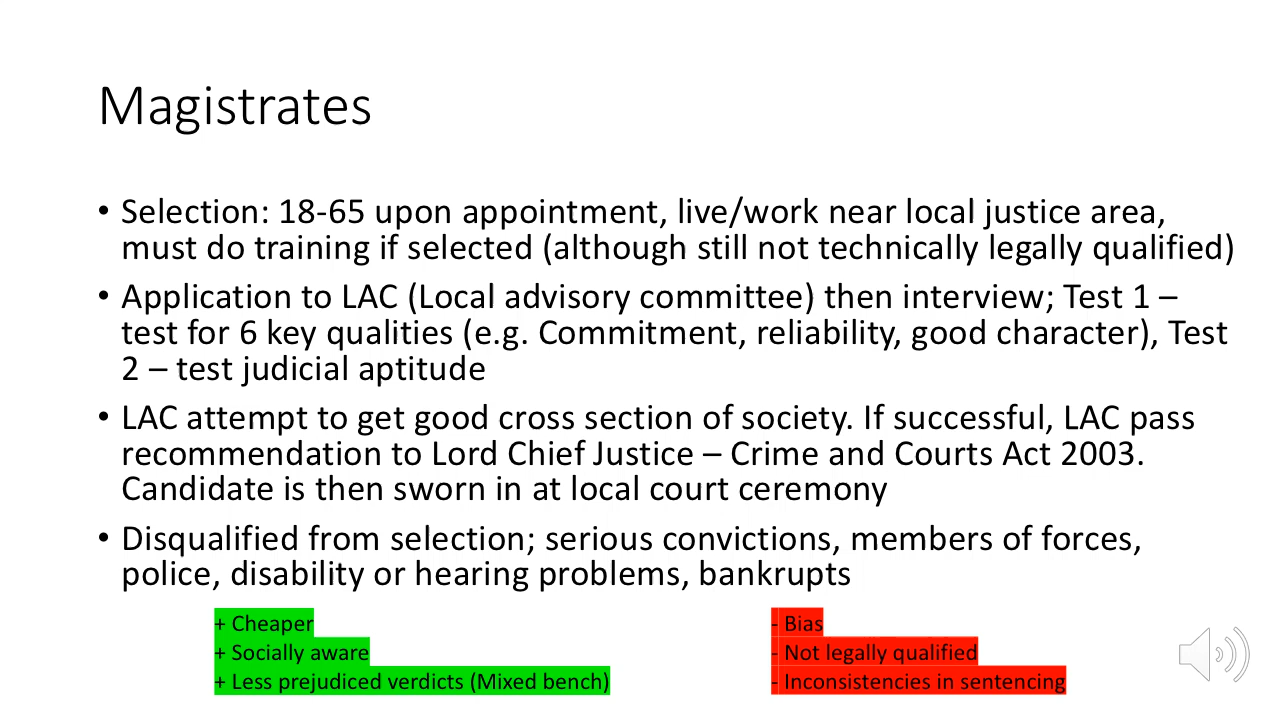 Magistrates
• Selection: 18-65 upon appointment, live/work near local justice area,
must do training if selected (although still not technically legally qualified)
• Application to LAC (Local advisory committee) then interview; Test 1 –
test for 6 key qualities (e.g. Commitment, reliability, good character), Test
2 – test judicial aptitude
• LAC attempt to get good cross section of society. If successful, LAC pass
recommendation to Lord Chief Justice – Crime and Courts Act 2003.
Candidate is then sworn in at local court ceremony
• Disqualified from selection; serious convictions, members of forces,
police, disability or hearing problems, bankrupts
+ Cheaper
+ Socially aware
+ Less prejudiced verdicts (Mixed bench)
- Bias
- Not legally qualified
- Inconsistencies in sentencing